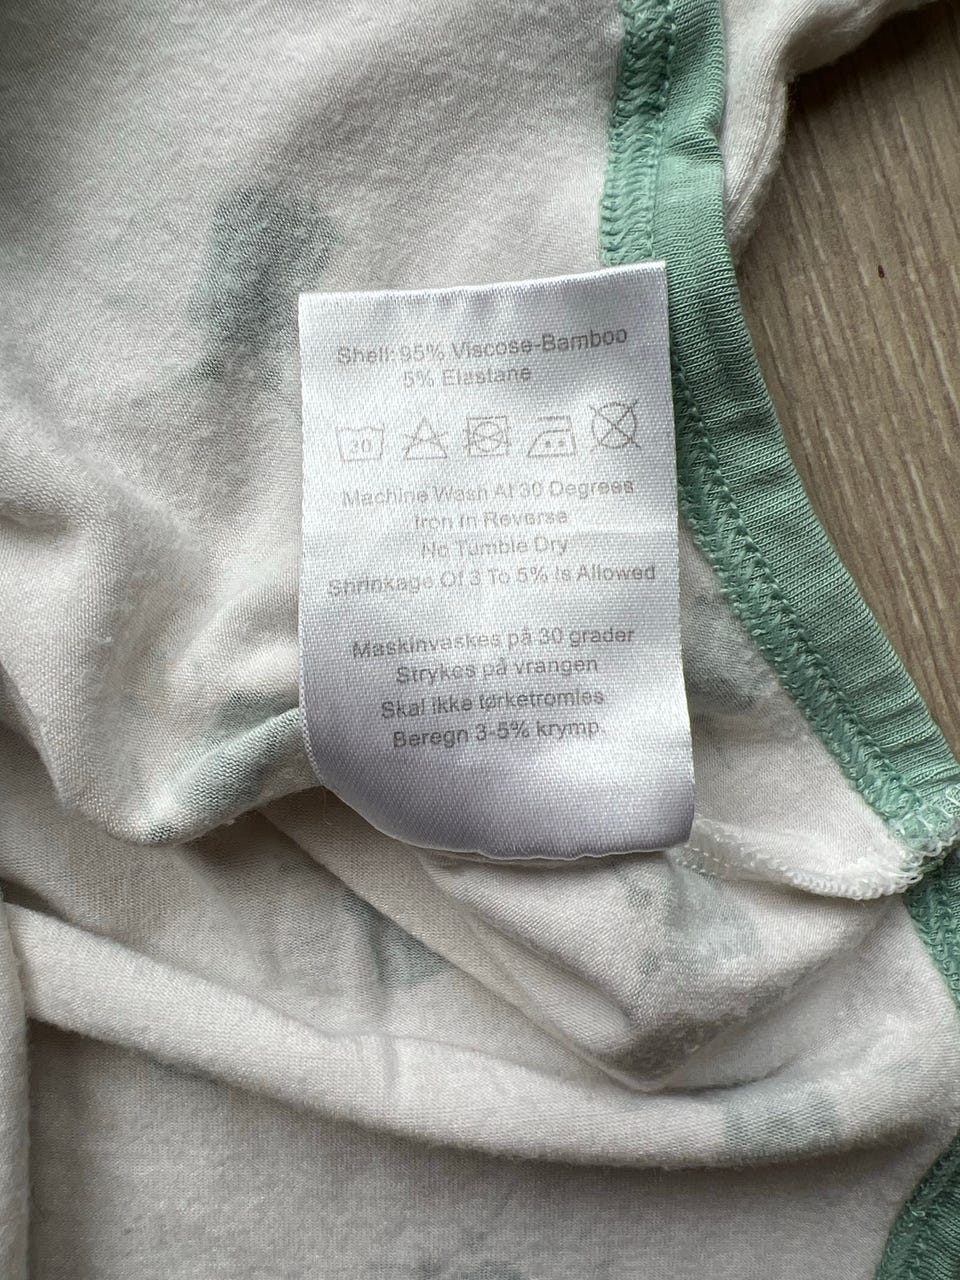 Shell: 95% Viscose-Bamboo
5% Elastane
30
Machine Wash At 30 Degrees
Iron In Reverse
No Tumble Dry
Shrinkage Of 3 To 5% Is Allowed
Maskinvaskes på 30 grader
Strykes på vrangen
Skal ikke tørketromles
Beregn 3-5% krymp.